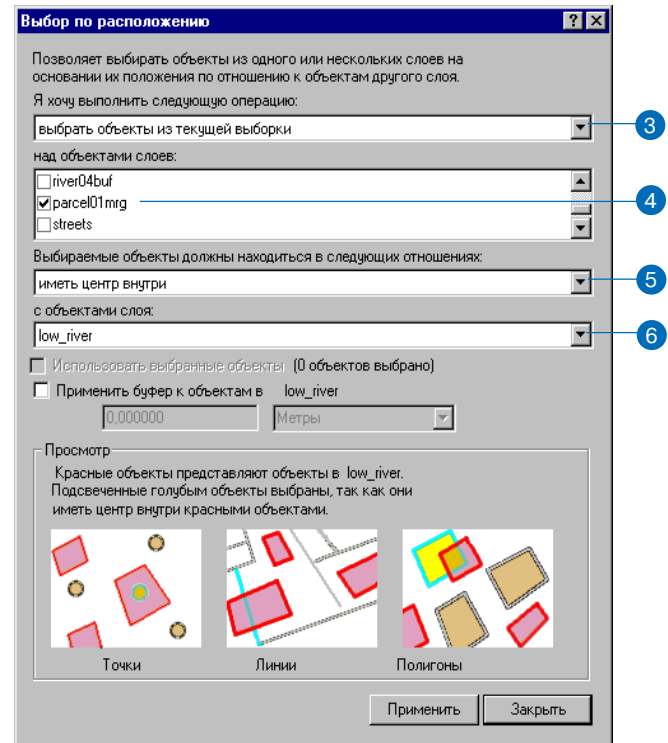 Выбор по расположению
Позволяет выбирать объекты из одного или нескольких слоев на
основании их положения по отношению к объектам другого слоя.
Я хочу выполнить следующую операцию:
выбрать объекты из текущей выборки
3
над объектами слоев:
river04buf
parcel01mrg
4
streets
Выбираемые объекты должны находиться в следующих отношениях:
иметь центр внутри
5
с объектами слоя:
low_river
6
Использовать выбранные объекты (0 объектов выбрано)
Применить буфер к объектам в low_river
0,000000 Метры
Просмотр
Красные объекты представляют объекты в low_river.
Подсвеченные голубым объекты выбраны, так как они
иметь центр внутри красными объектами.
Точки Линии Полигоны
Применить Закрыть